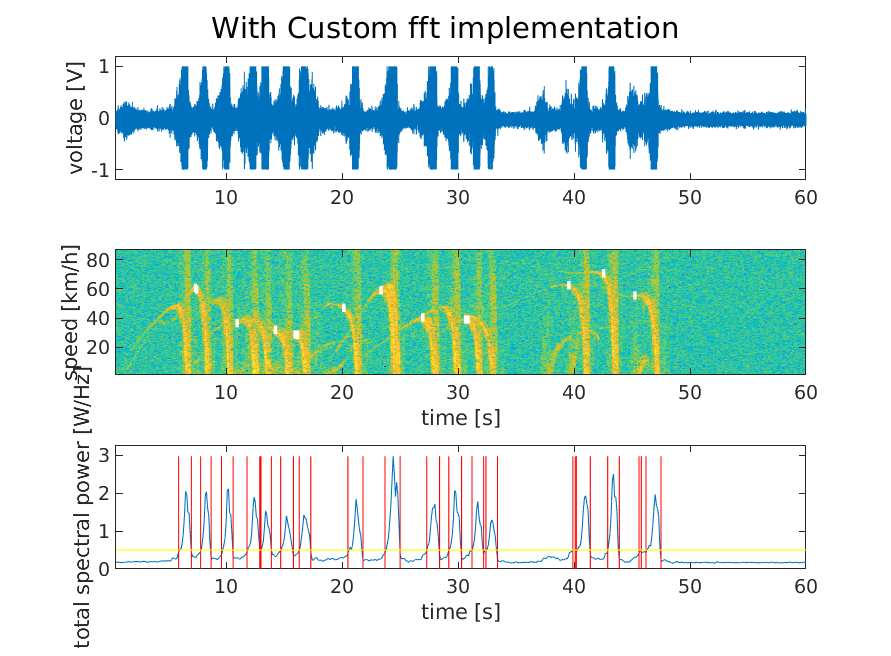 With Custom fft implementation
voltage [V]
1
0
-1
10 20 30 40 50 60
speed [km/h]
80
60
40
20
10 20 30 40 50 60
time [s]
total spectral power [W/Hz]
3
2
1
0
10 20 30 40 50 60
time [s]